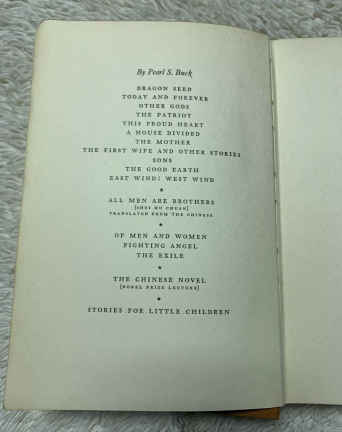 By Pearl S. Buck
DRAGON SEED
TODAY AND FOREVER
OTHER GODS
THE PATRIOT
THIS PROUD HEART
A HOUSE DIVIDED
THE MOTHER
THE FIRST WIFE AND OTHER STORIES
SONS
THE GOOD EARTH
EAST WIND: WEST WIND
*
ALL MEN ARE BROTHERS
[SHUI HU CHUAN]
TRANSLATED FROM THE CHINESE
*
OF MEN AND WOMEN
FIGHTING ANGEL
THE EXILE
*
THE CHINESE NOVEL
[NOBEL PRIZE LECTURE]
*
STORIES FOR LITTLE CHILDREN